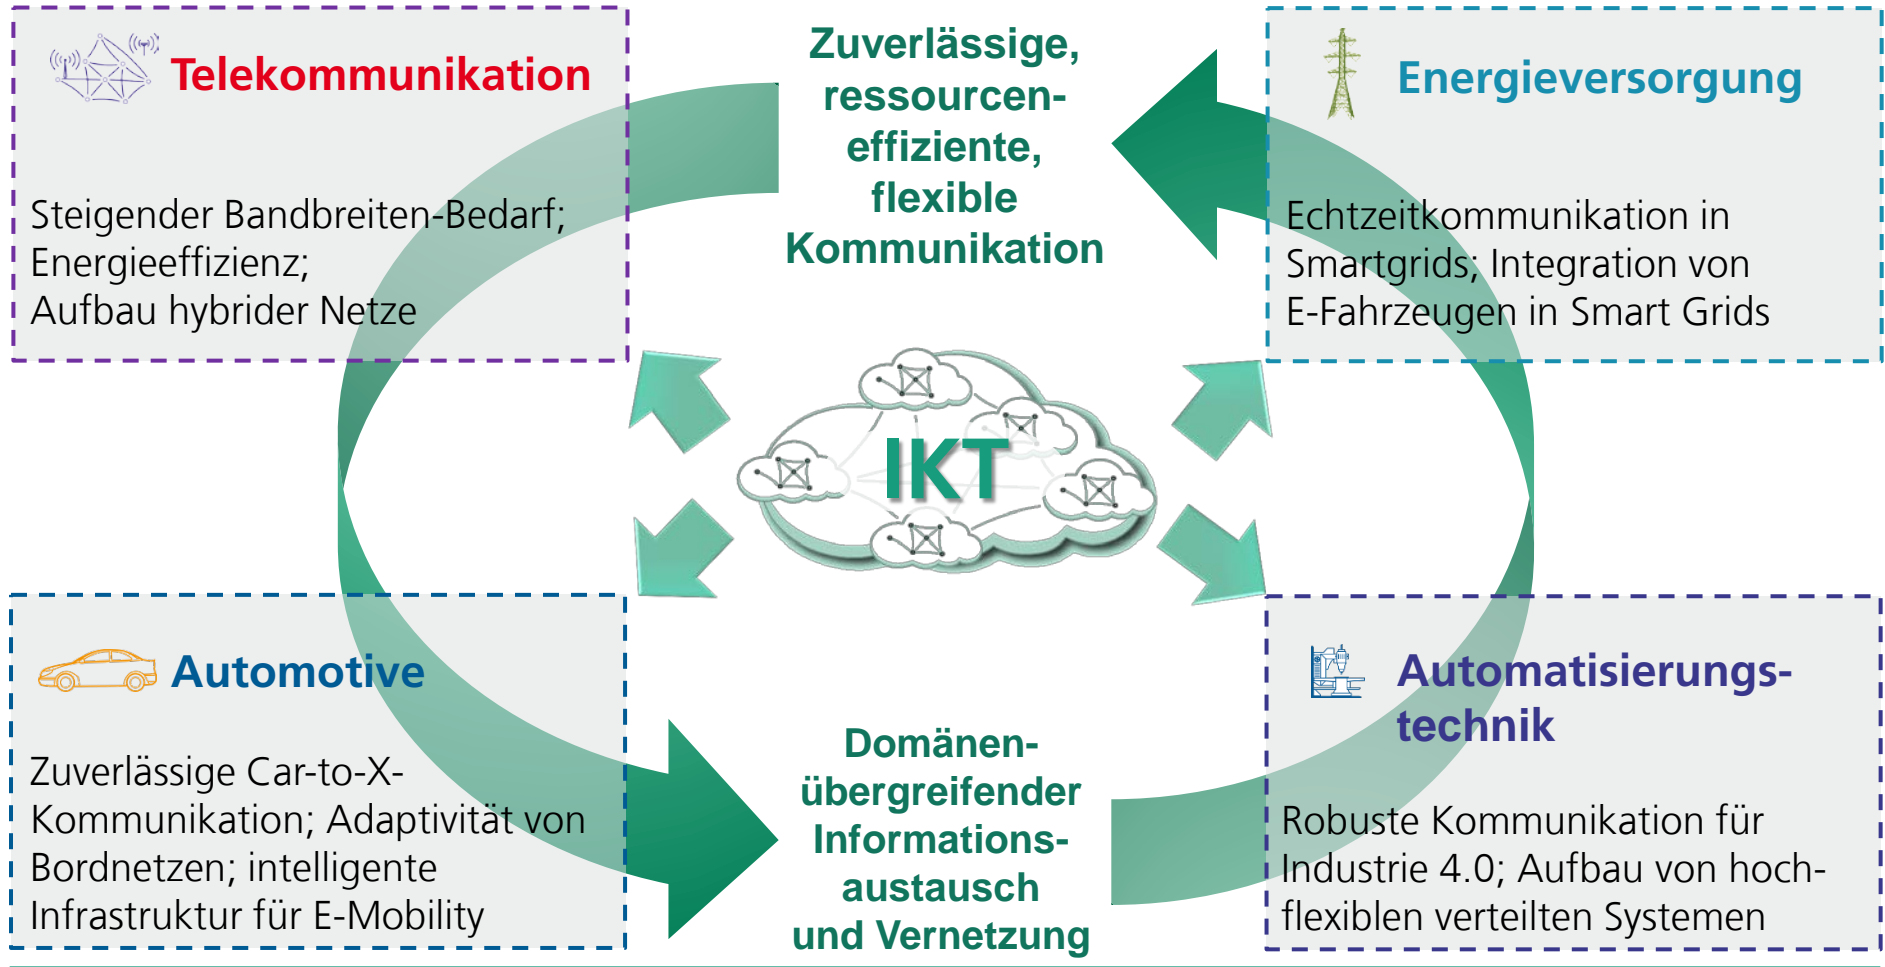 Telekommunikation
Steigender Bandbreiten-Bedarf;
Energieeffizienz;
Aufbau hybrider Netze
Zuverlässige,
ressourcen-
effiziente,
flexible
Kommunikation
Energieversorgung
Echtzeitkommunikation in
Smartgrids; Integration von
E-Fahrzeugen in Smart Grids
IKT
Automotive
Zuverlässige Car-to-X-
Kommunikation; Adaptivität von
Bordnetzen; intelligente
Infrastruktur für E-Mobility
Domänen-
übergreifender
Informations-
austausch
und Vernetzung
Automatisierungs-
technik
Robuste Kommunikation für
Industrie 4.0; Aufbau von hoch-
flexiblen verteilten Systemen